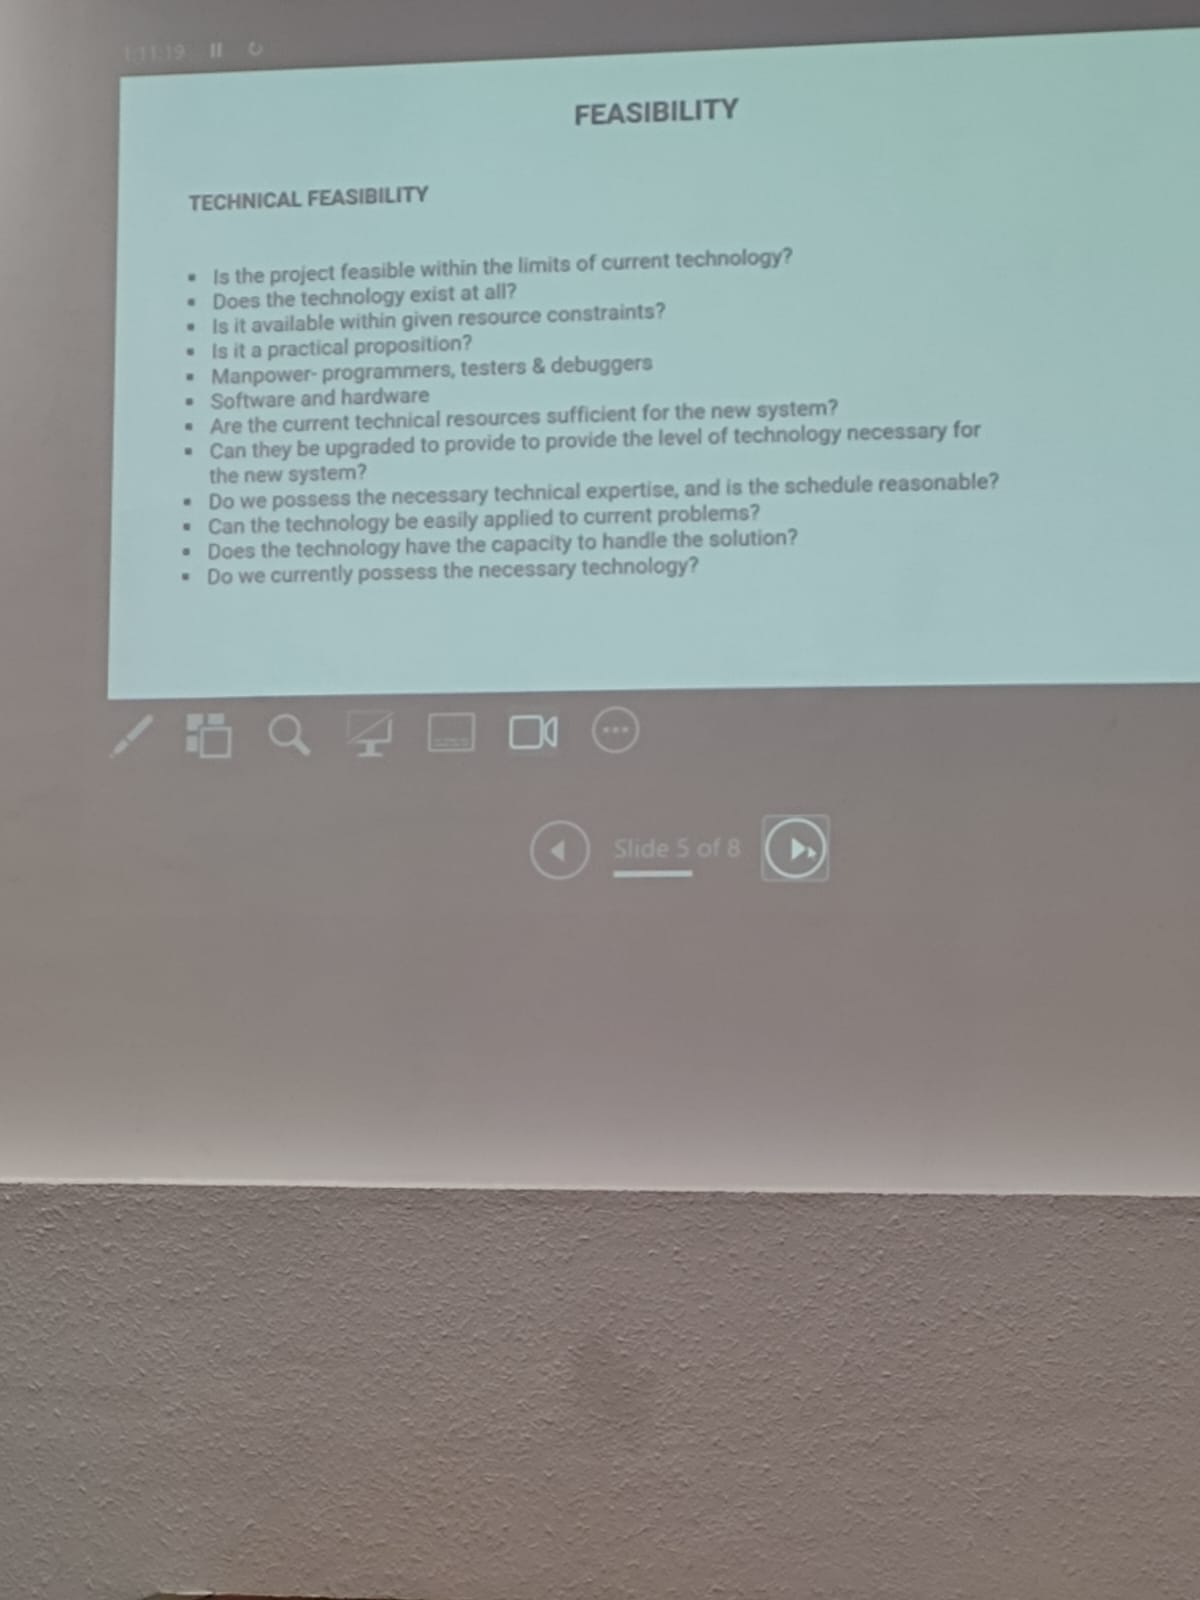 1:11:19
FEASIBILITY
TECHNICAL FEASIBILITY
▪ Is the project feasible within the limits of current technology?
▪ Does the technology exist at all?
▪ Is it available within given resource constraints?
▪ Is it a practical proposition?
▪ Manpower- programmers, testers & debuggers
▪ Software and hardware
▪ Are the current technical resources sufficient for the new system?
▪ Can they be upgraded to provide to provide the level of technology necessary for
the new system?
▪ Do we possess the necessary technical expertise, and is the schedule reasonable?
▪ Can the technology be easily applied to current problems?
▪ Does the technology have the capacity to handle the solution?
▪ Do we currently possess the necessary technology?
Slide 5 of 8